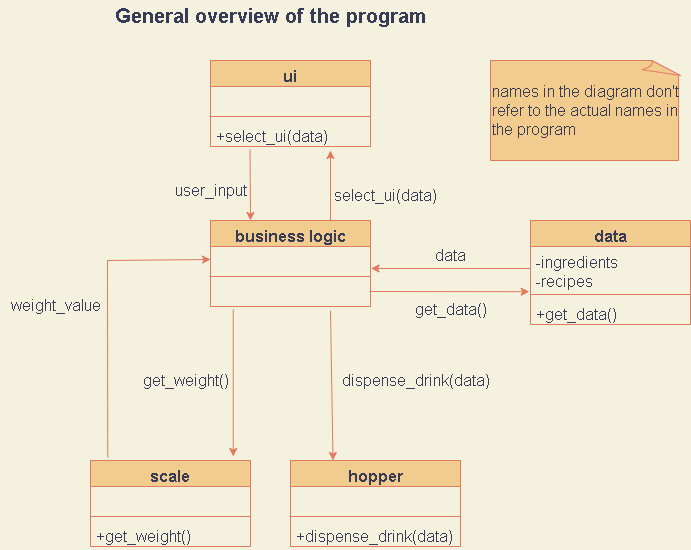 General overview of the program
ui
+select_ui(data)
names in the diagram don't
refer to the actual names in
the program
user_input
select_ui(data)
business logic
data
-ingredients
-recipes
+get_data()
data
get_data()
weight_value
get_weight()
dispense_drink(data)
scale
+get_weight()
hopper
+dispense_drink(data)